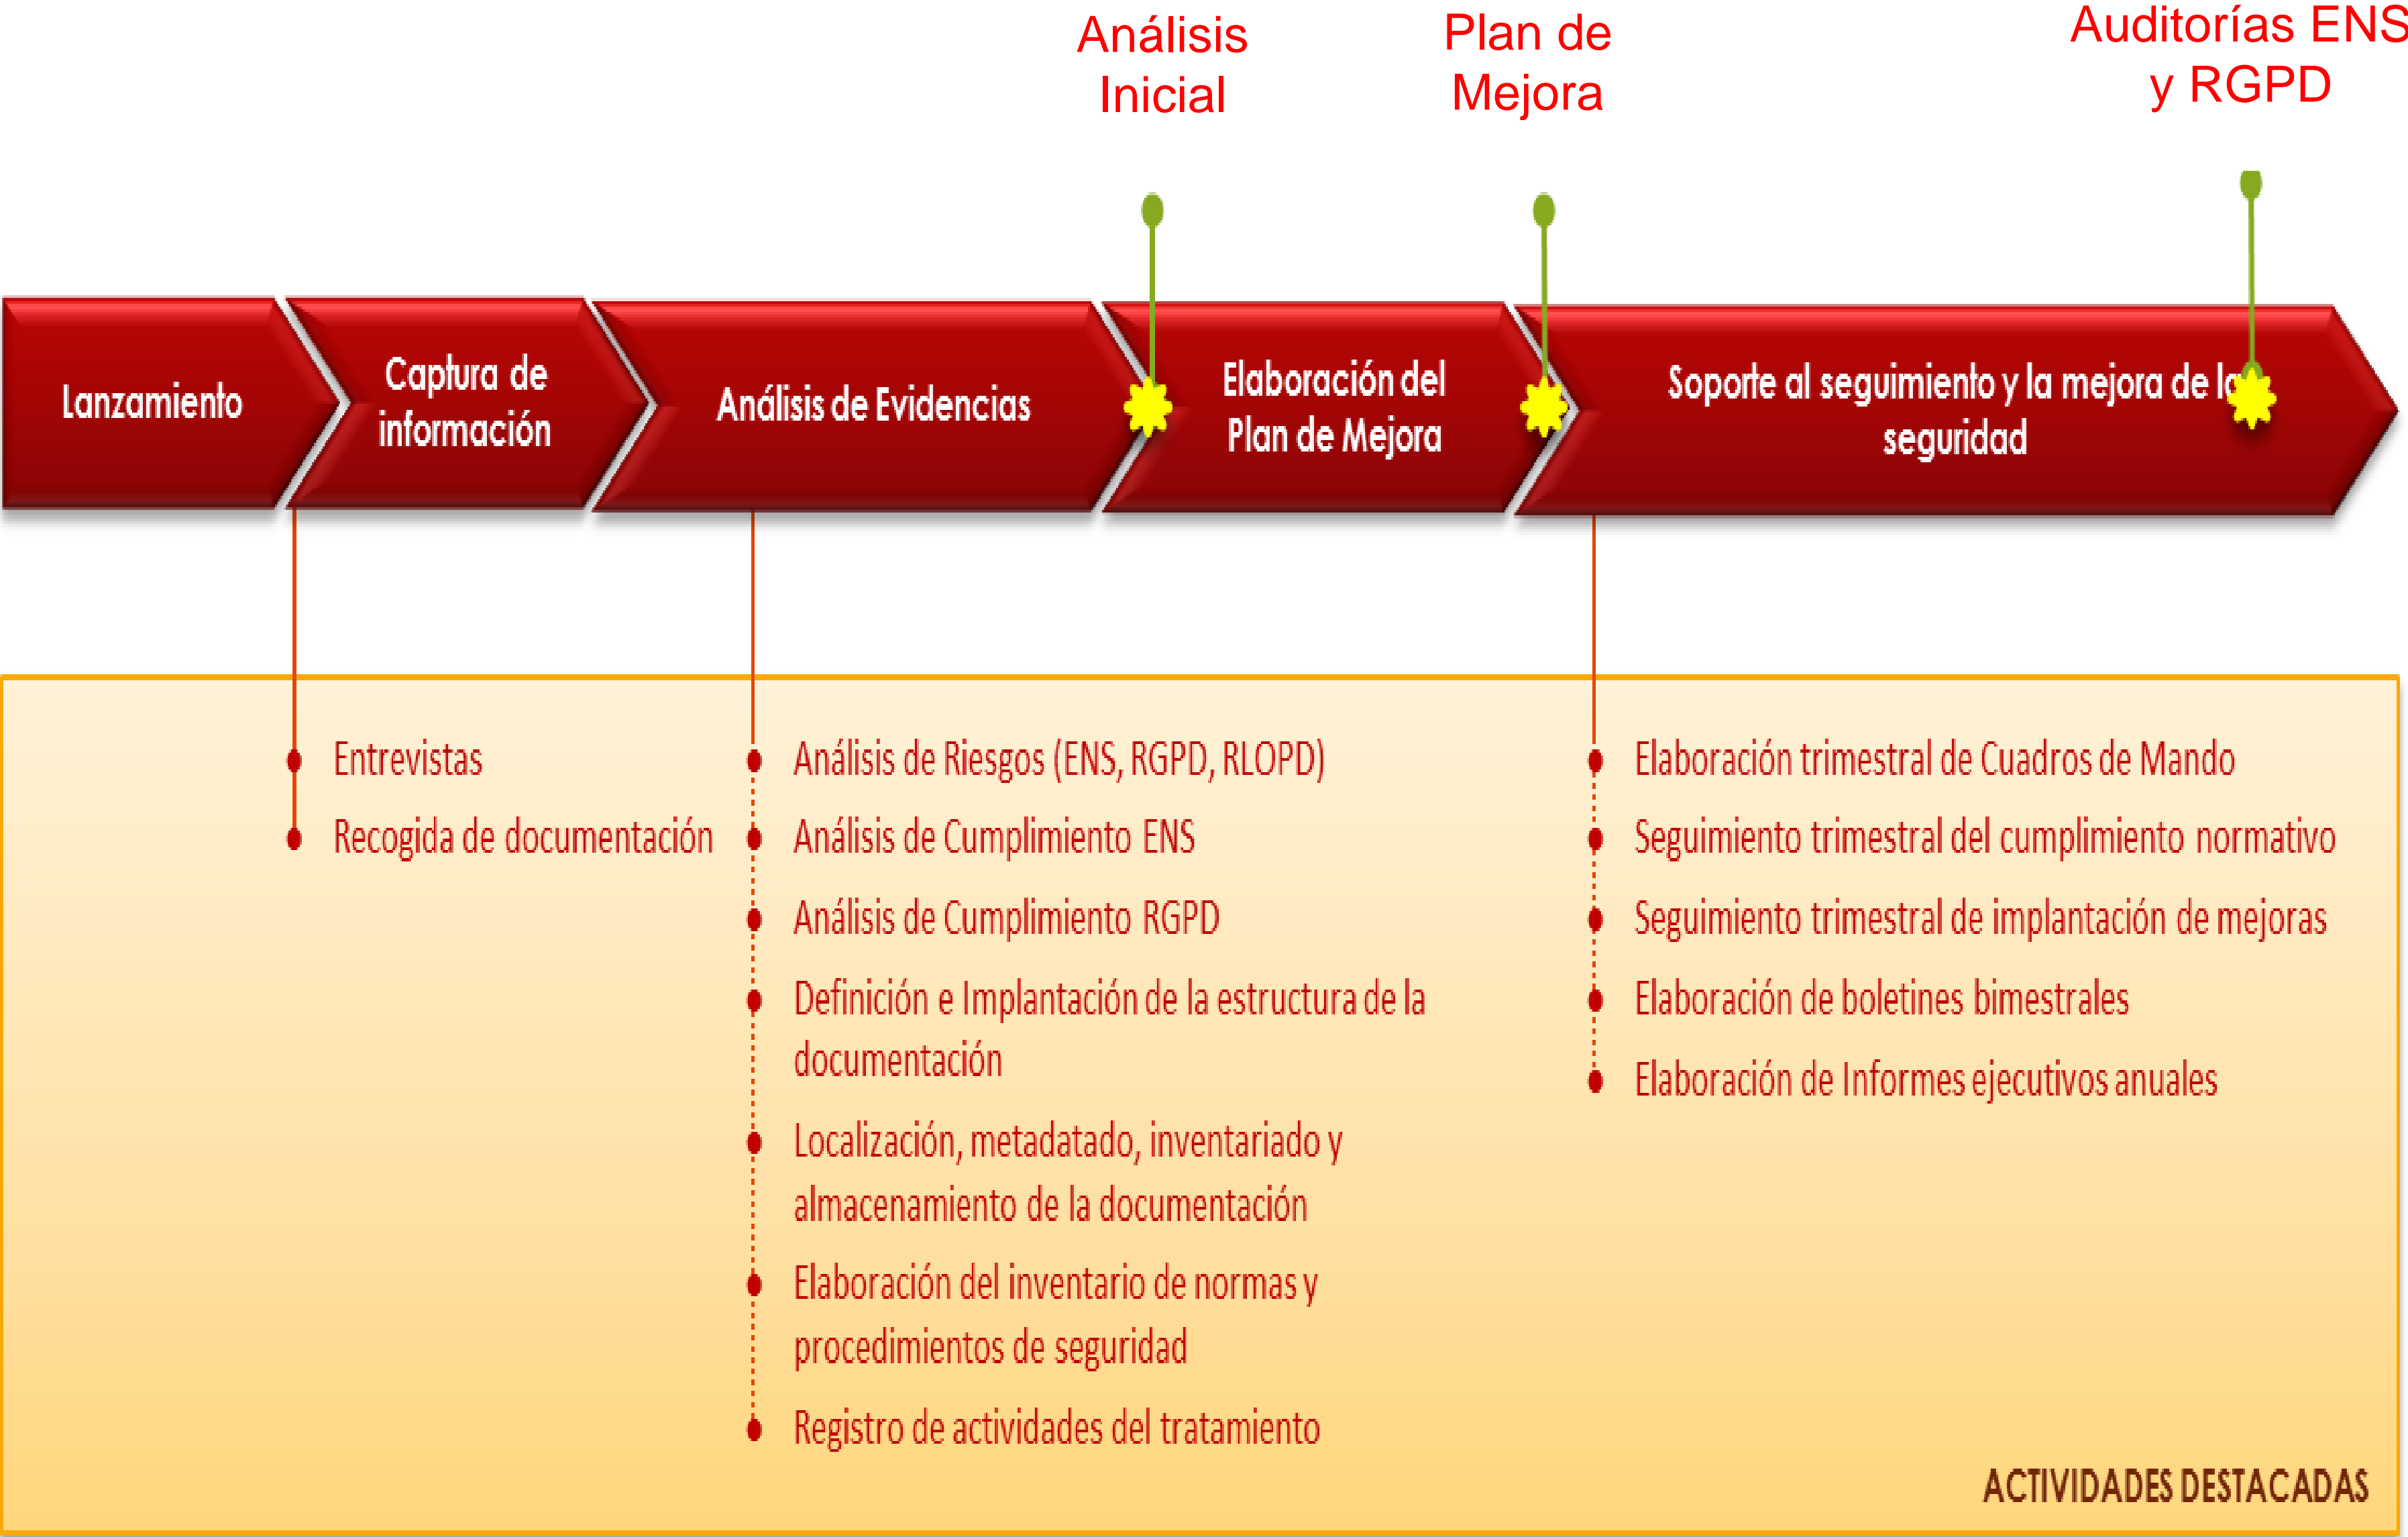 Análisis
Inicial
Plan de
Mejora
Auditorías ENS
y RGPD
Lanzamiento
Captura de
información
Análisis de Evidencias
Elaboración del
Plan de Mejora
Soporte al seguimiento y la mejora de la
seguridad
Entrevistas
Recogida de documentación
Análisis de Riesgos (ENS, RGPD, RLOPD)
Análisis de Cumplimiento ENS
Análisis de Cumplimiento RGPD
Definición e Implantación de la estructura de la
documentación
Localización, metadatado, inventariado y
almacenamiento de la documentación
Elaboración del inventario de normas y
procedimientos de seguridad
Registro de actividades del tratamiento
Elaboración trimestral de Cuadros de Mando
Seguimiento trimestral del cumplimiento normativo
Seguimiento trimestral de implantación de mejoras
Elaboración de boletines bimestrales
Elaboración de Informes ejecutivos anuales
ACTIVIDADES DESTACADAS